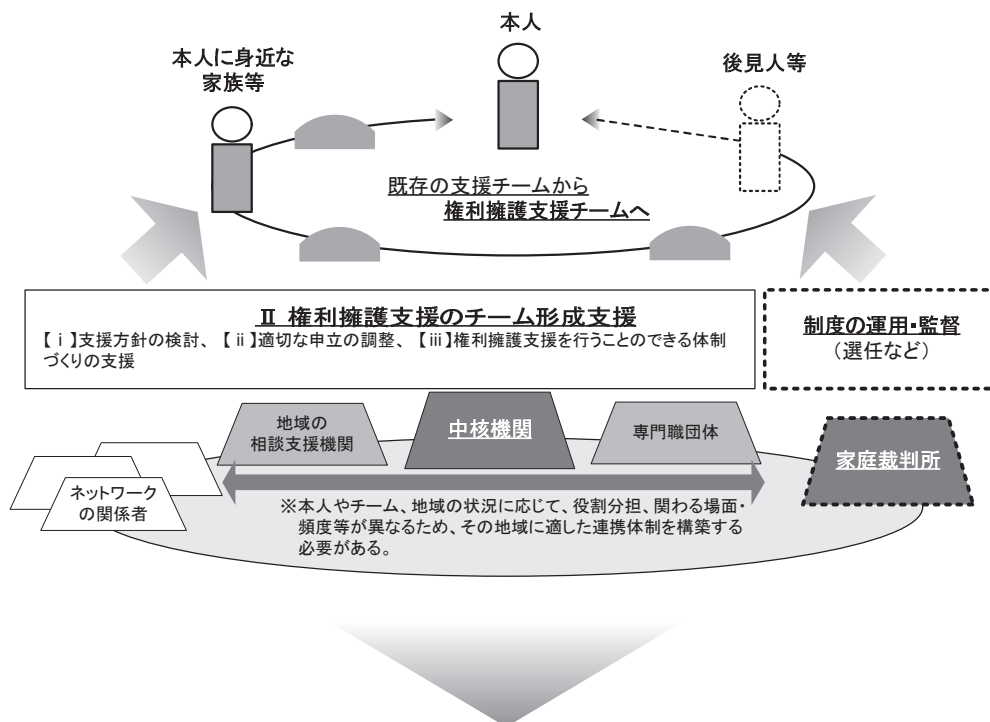 本人
本人に身近な
家族等
後見人等
既存の支援チームから
権利擁護支援チームへ
Ⅱ 権利擁護支援のチーム形成支援
【ⅰ】支援方針の検討、【ⅱ】適切な申立の調整、【ⅲ】権利擁護支援を行うことのできる体制
づくりの支援
制度の運用・監督
（選任など）
地域の
相談支援機関
中核機関
専門職団体
家庭裁判所
ネットワーク
の関係者
※本人やチーム、地域の状況に応じて、役割分担、関わる場面・
頻度等が異なるため、その地域に適した連携体制を構築する
必要がある。